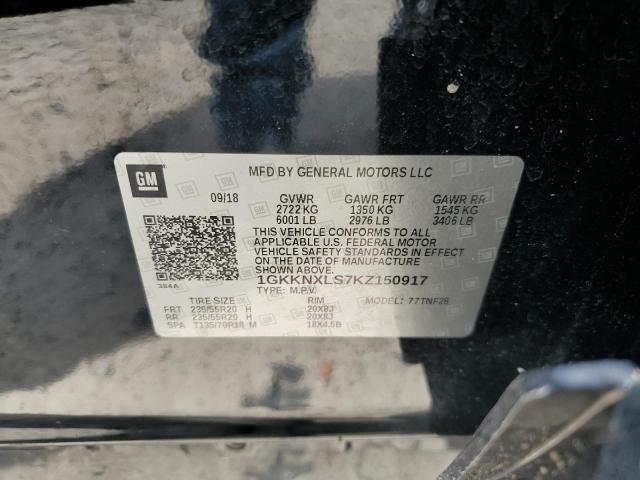 GM
MFD BY GENERAL MOTORS LLC
09/18 GVWR GAWR FRT GAWR RR
2722 KG 1350 KG 1545 KG
6001 LB 2976 LB 3406 LB
THIS VEHICLE CONFORMS TO ALL
APPLICABLE U.S. FEDERAL MOTOR
VEHICLE SAFETY STANDARDS IN EFFECT
ON THE DATE OF MANUFACTURE
SHOWN ABOVE.
1GKKNXLS7KZ150917
384A TYPE: M.P.V. MODEL: 77TNF26
TIRE SIZE RIM
FRT 235/55R20 H 20X8J
RR 235/55R20 H 20X8J
SPA T135/70R18 M 18X4.5B